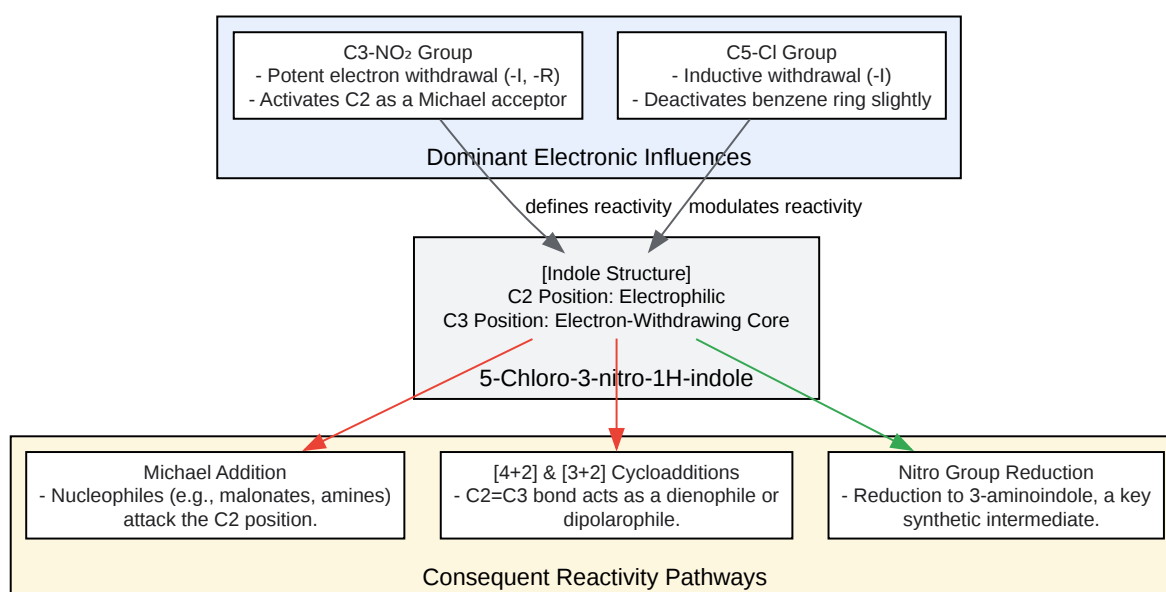 C3-NO₂ Group
- Potent electron withdrawal (-I, -R)
- Activates C2 as a Michael acceptor
C5-Cl Group
- Inductive withdrawal (-I)
- Deactivates benzene ring slightly
Dominant Electronic Influences
defines reactivity
modulates reactivity
[Indole Structure]
C2 Position: Electrophilic
C3 Position: Electron-Withdrawing Core
5-Chloro-3-nitro-1H-indole
Michael Addition
- Nucleophiles (e.g., malonates, amines)
attack the C2 position.
[4+2] & [3+2] Cycloadditions
- C2=C3 bond acts as a dienophile or
dipolarophile.
Nitro Group Reduction
- Reduction to 3-aminoindole, a key
synthetic intermediate.
Consequent Reactivity Pathways